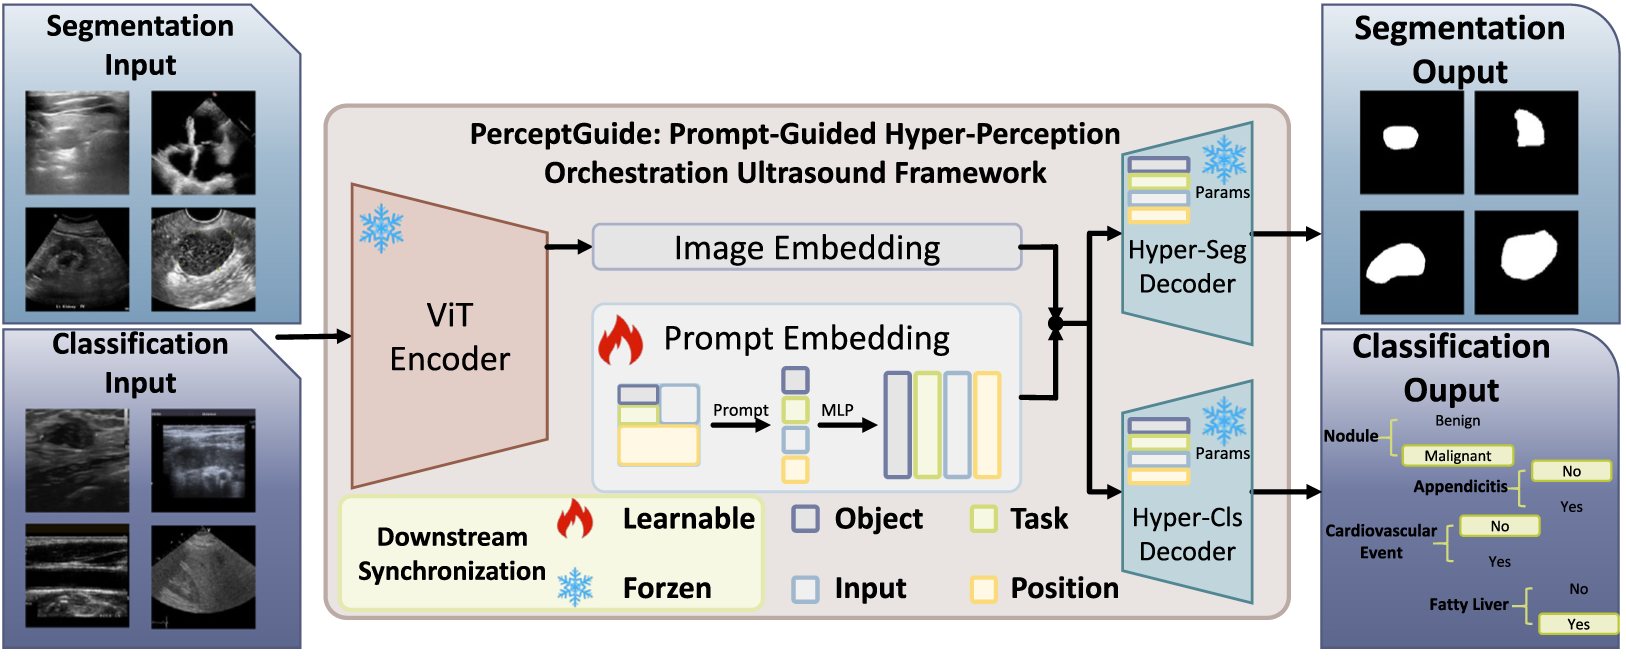 Segmentation
Input
Classification
Input
PerceptGuide: Prompt-Guided Hyper-Perception
Orchestration Ultrasound Framework
ViT
Encoder
Image Embedding
Prompt Embedding
Prompt
MLP
Downstream
Synchronization
Learnable
Forzen
Object
Task
Input
Position
Params
Hyper-Seg
Decoder
Params
Hyper-Cls
Decoder
Segmentation
Ouput
Classification
Ouput
Nodule
Benign
Malignant
Appendicitis
No
Yes
Cardiovascular
Event
No
Yes
Fatty Liver
No
Yes